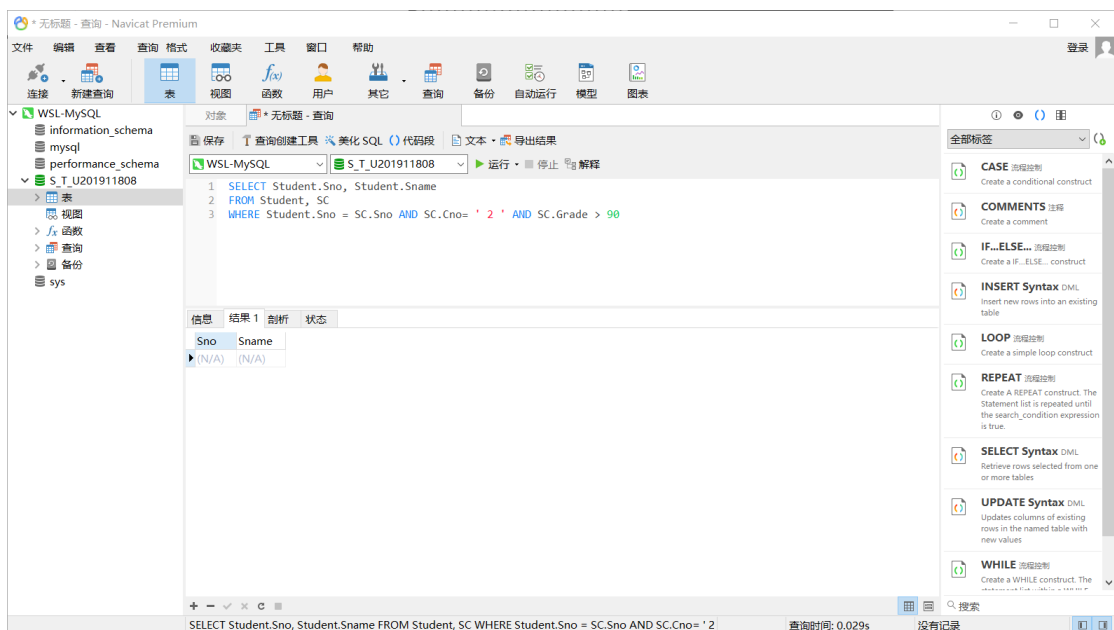 * 无标题 - 查询 - Navicat Premium
文件 编辑 查看 查询 格式 收藏夹 工具 窗口 帮助 登录
连接 新建查询 表 视图 函数 用户 其它 查询 备份 自动运行 模型 图表
WSL-MySQL
information_schema
mysql
performance_schema
S_T_U201911808
表
视图
函数
查询
备份
sys
对象 * 无标题 - 查询
保存 查询创建工具 美化 SQL () 代码段 文本 导出结果
WSL-MySQL S_T_U201911808 运行 停止 解释
1 SELECT Student.Sno, Student.Sname
2 FROM Student, SC
3 WHERE Student.Sno = SC.Sno AND SC.Cno= ' 2 ' AND SC.Grade > 90
信息 结果 1 剖析 状态
Sno Sname
(N/A) (N/A)
全部标签
CASE 流程控制
Create a conditional construct
COMMENTS 注释
Create a comment
IF...ELSE... 流程控制
Create a IF...ELSE... construct
INSERT Syntax DML
Insert new rows into an existing
table
LOOP 流程控制
Create a simple loop construct
REPEAT 流程控制
Create A REPEAT construct. The
Statement list is repeated until
the search_condition expression
is true.
SELECT Syntax DML
Retrieve rows selected from one
or more tables
UPDATE Syntax DML
Updates columns of existing
rows in the named table with
new values
WHILE 流程控制
Create a WHILE construct. The
搜索
SELECT Student.Sno, Student.Sname FROM Student, SC WHERE Student.Sno = SC.Sno AND SC.Cno= ' 2 查询时间: 0.029s 没有记录